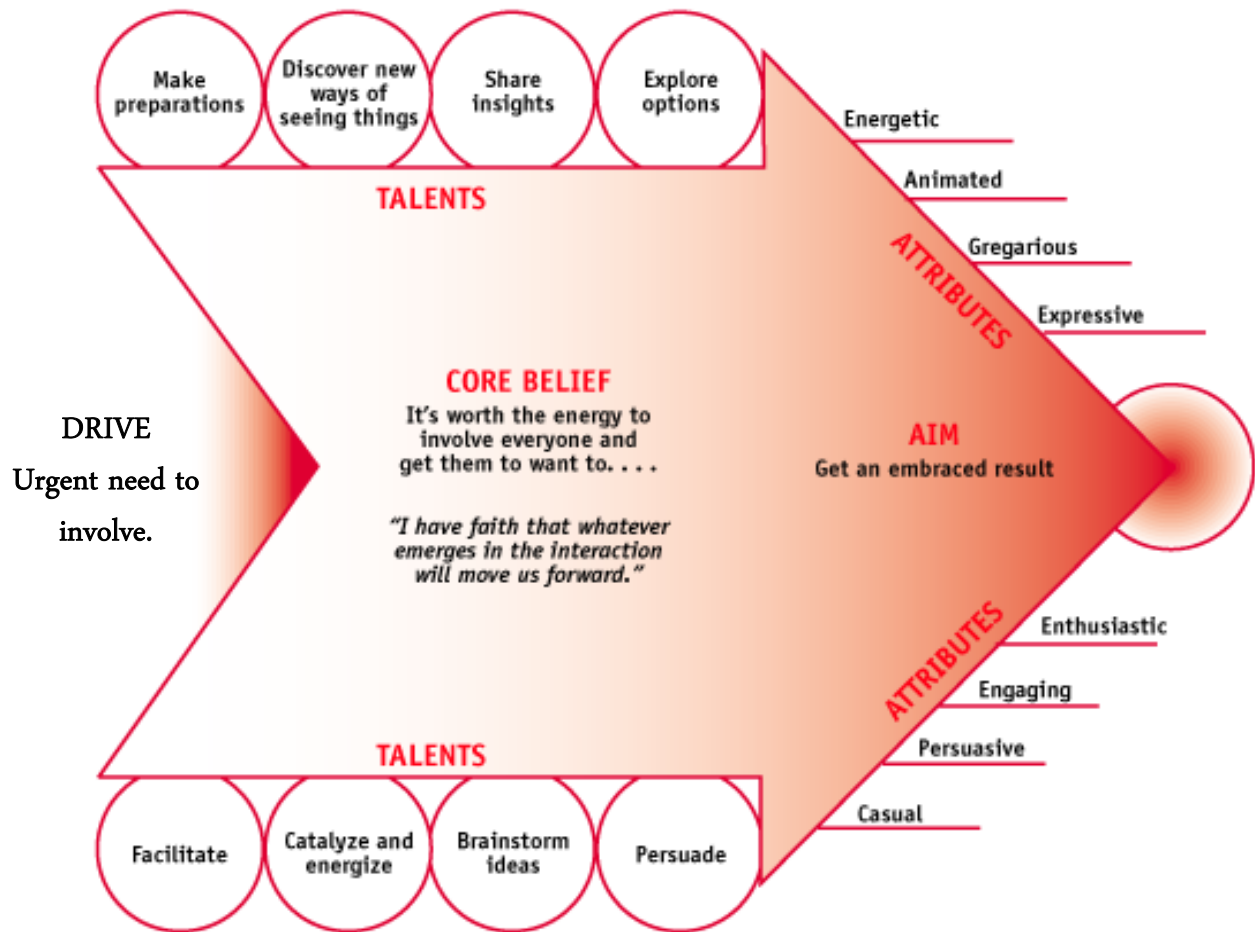 Make
preparations
Discover new
ways of
seeing things
Share
insights
Explore
options
TALENTS
Energetic
Animated
Gregarious
Expressive
ATTRIBUTES
DRIVE
Urgent need to
involve.
CORE BELIEF
It's worth the energy to
involve everyone and
get them to want to. . . .
"I have faith that whatever
emerges in the interaction
will move us forward."
AIM
Get an embraced result
ATTRIBUTES
Enthusiastic
Engaging
Persuasive
Casual
TALENTS
Facilitate
Catalyze and
energize
Brainstorm
ideas
Persuade